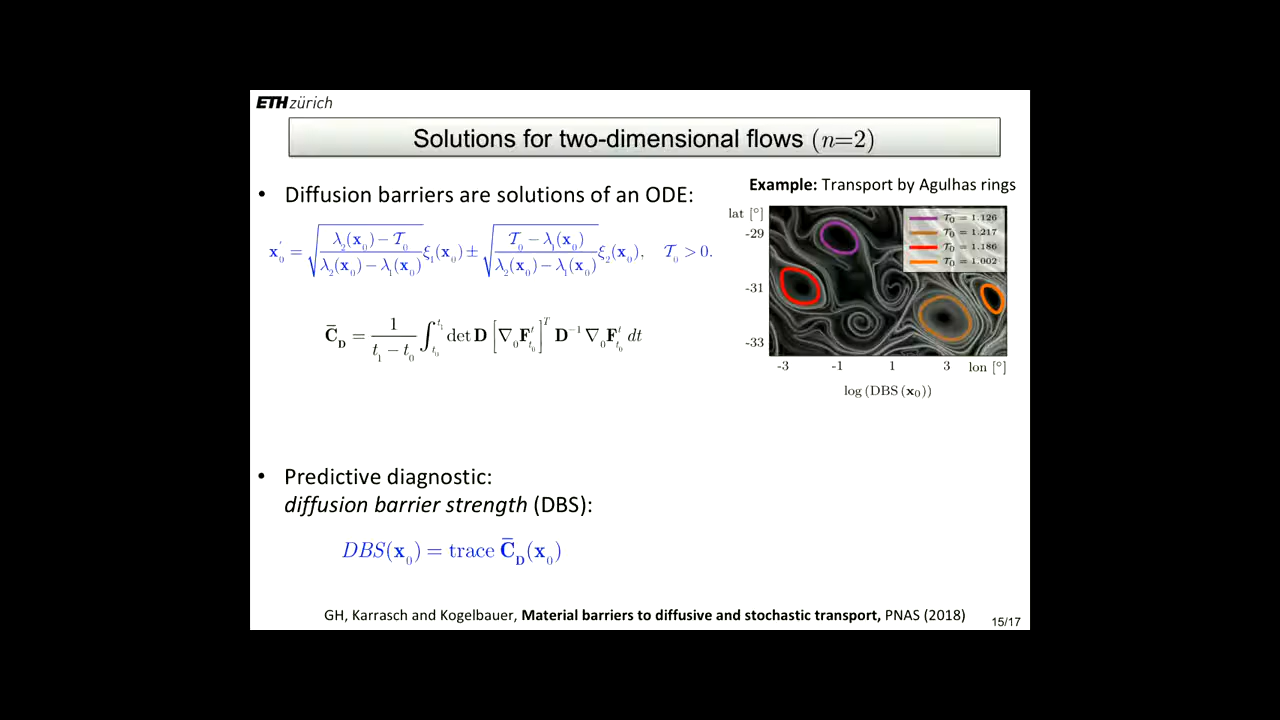 ETH zürich
Solutions for two-dimensional flows (n=2)
• Diffusion barriers are solutions of an ODE:
x₀′ = √((λ₂(x₀) − 𝒯₀)/(λ₂(x₀) − λ₁(x₀))) ξ₁(x₀) ± √((𝒯₀ − λ₁(x₀))/(λ₂(x₀) − λ₁(x₀))) ξ₂(x₀), 𝒯₀ > 0.
C̄_D = 1/(t₁ − t₀) ∫_{t₀}^{t₁} det D [∇₀F_{t₀}^t]^T D⁻¹ ∇₀F_{t₀}^t dt
Example: Transport by Agulhas rings
lat [°]
-29
-31
-33
𝒯₀ = 1.126
𝒯₀ = 1.217
𝒯₀ = 1.186
𝒯₀ = 1.002
-3 -1 1 3 lon [°]
log (DBS (x₀))
• Predictive diagnostic:
diffusion barrier strength (DBS):
DBS(x₀) = trace C̄_D(x₀)
GH, Karrasch and Kogelbauer, Material barriers to diffusive and stochastic transport, PNAS (2018)
15/17